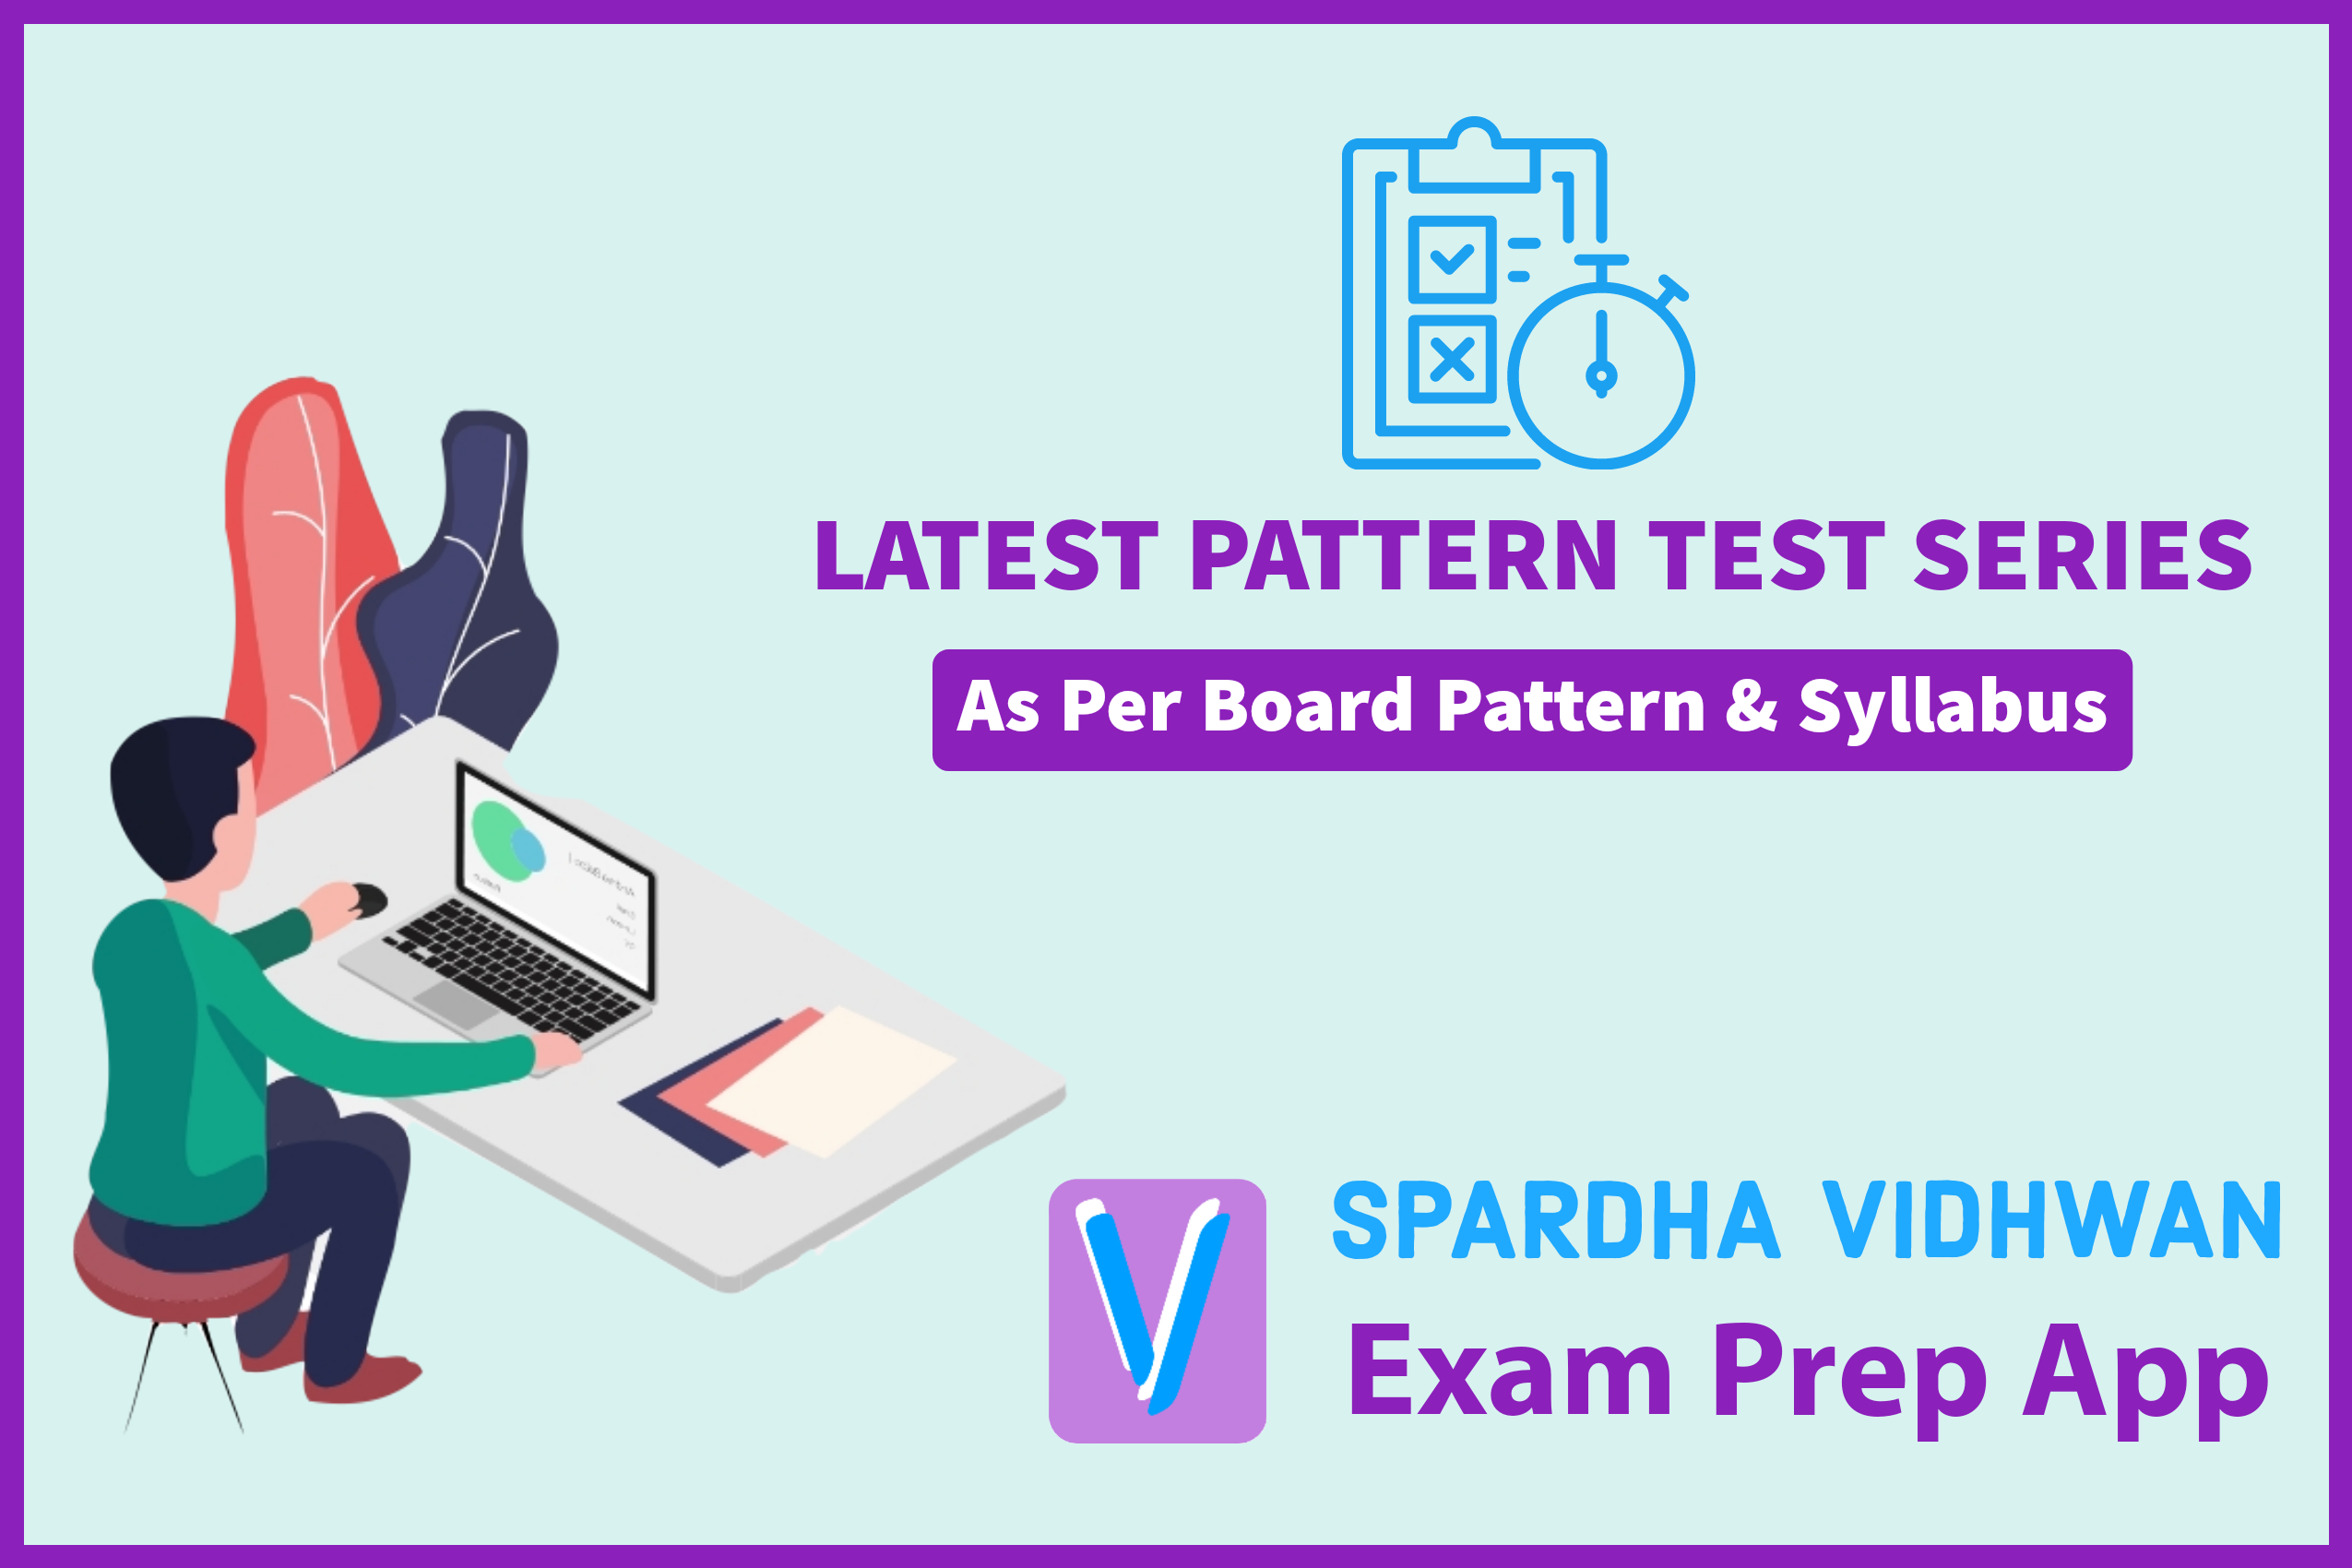 LATEST PATTERN TEST SERIES
As Per Board Pattern & Syllabus
V
SPARDHA VIDHWAN
Exam Prep App